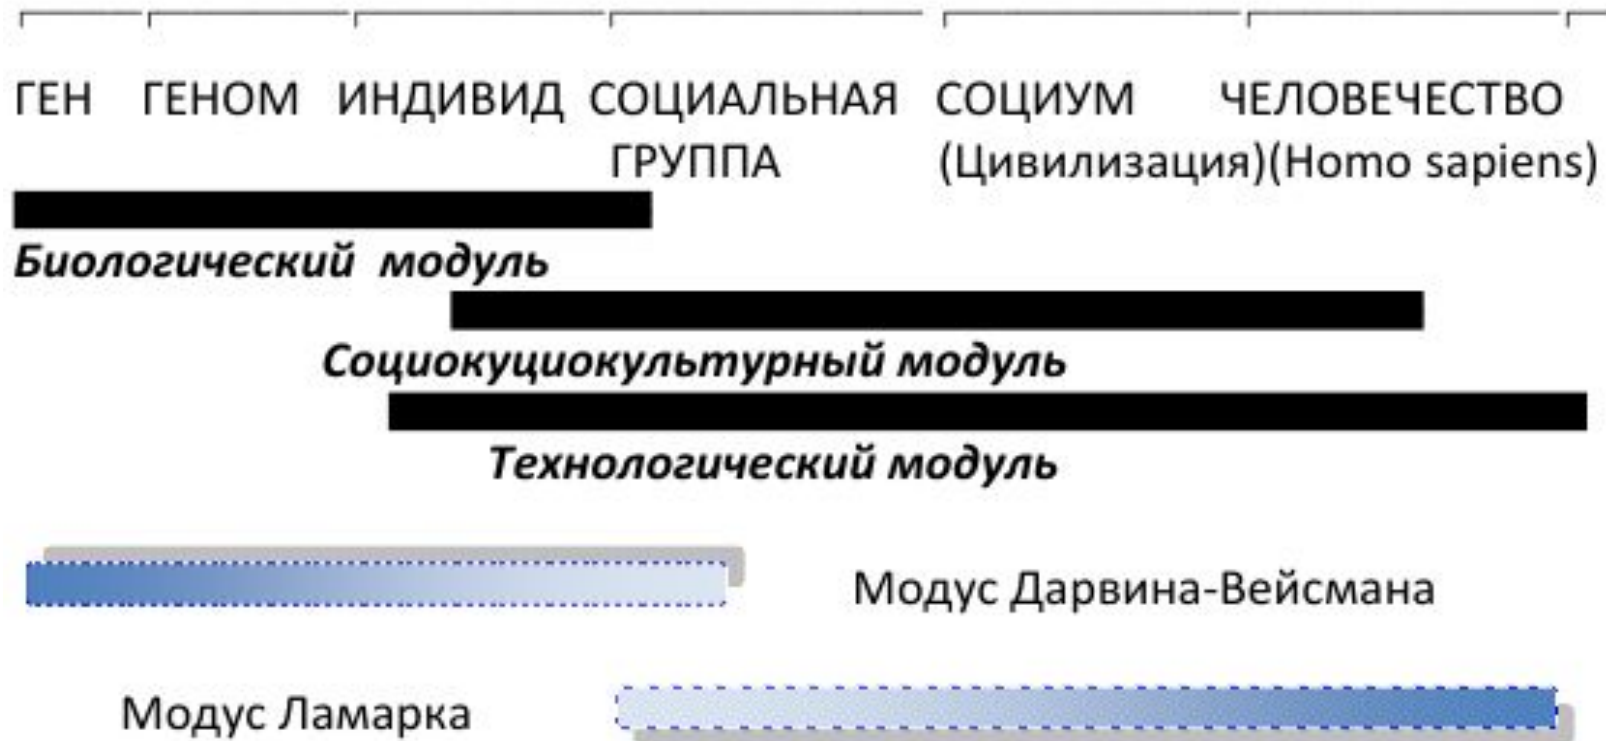 ГЕН ГЕНОМ ИНДИВИД СОЦИАЛЬНАЯ СОЦИУМ ЧЕЛОВЕЧЕСТВО
ГРУППА (Цивилизация)(Homo sapiens)
Биологический модуль
Социокуциокультурный модуль
Технологический модуль
Модус Дарвина-Вейсмана
Модус Ламарка